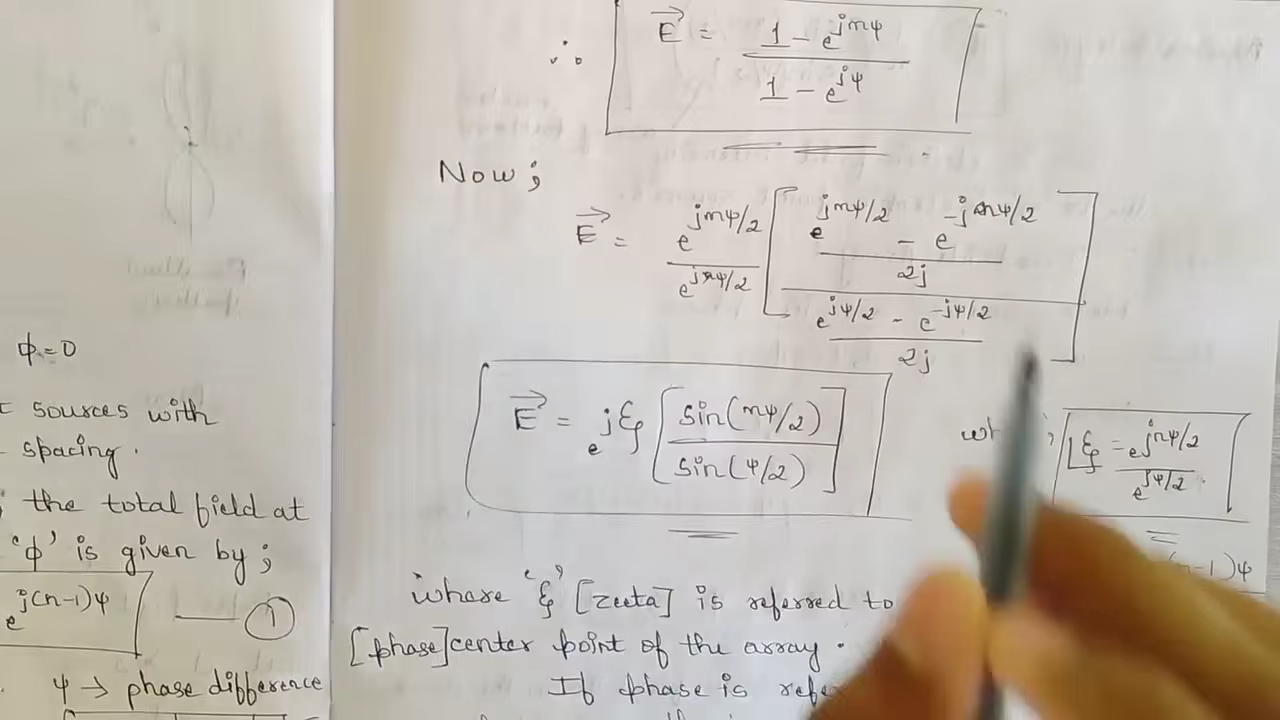 φ=0
sources with
spacing.
the total field at
'φ' is given by;
e^{j(n-1)ψ} —— ①
ψ → phase difference
∴ E⃗ = (1 - e^{jnψ}) / (1 - e^{jψ})
Now;
E⃗ = e^{jnψ/2} / e^{jψ/2} [ ((e^{jnψ/2} - e^{-jnψ/2}) / 2j) / ((e^{jψ/2} - e^{-jψ/2}) / 2j) ]
E⃗ = e^{jξ} [ sin(nψ/2) / sin(ψ/2) ]
∠ξ = e^{jnψ/2} / e^{jψ/2}
(n-1)ψ
where 'ξ' [zeeta] is referred to
[phase]center point of the array.
If phase is